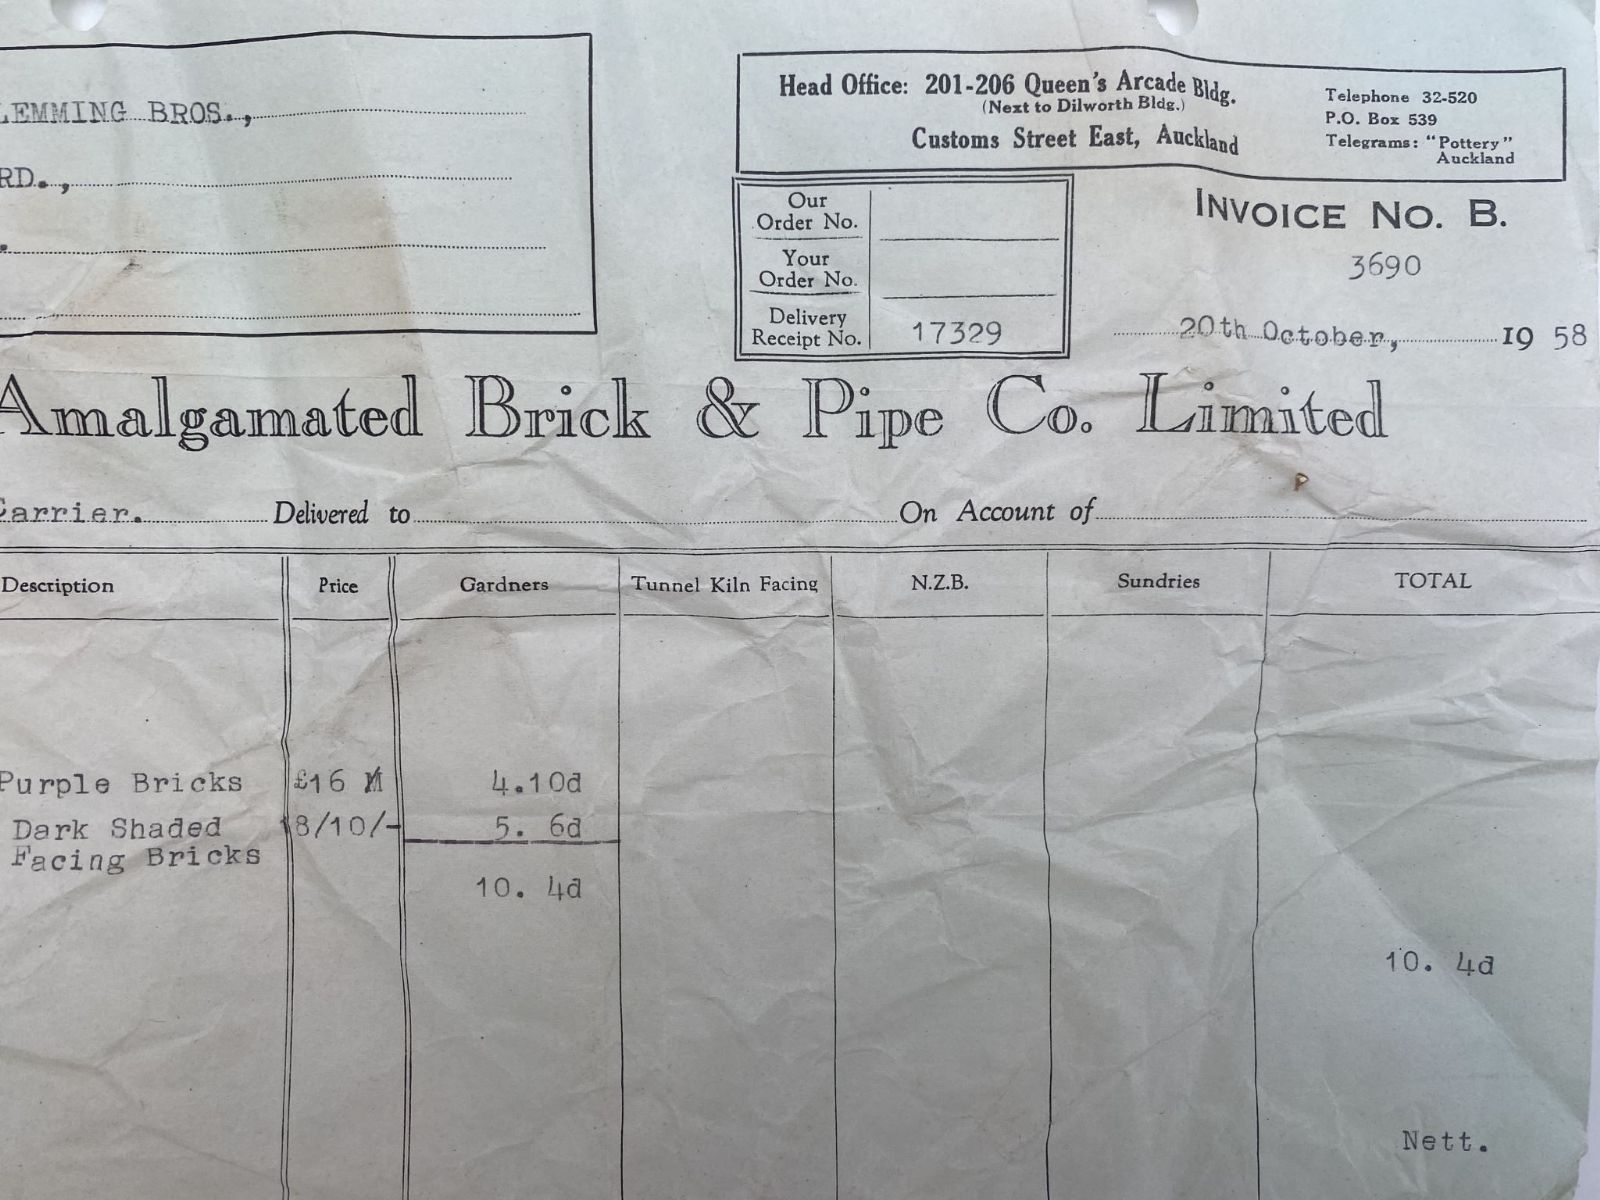 LEMMING BROS.,
RD.,
Head Office: 201-206 Queen's Arcade Bldg.
(Next to Dilworth Bldg.)
Customs Street East, Auckland
Telephone 32-520
P.O. Box 539
Telegrams: "Pottery"
Auckland
Our
Order No.
Your
Order No.
Delivery
Receipt No. 17329
INVOICE NO. B.
3690
20th October, 19 58
Amalgamated Brick & Pipe Co. Limited
Carrier. Delivered to On Account of
Description Price Gardners Tunnel Kiln Facing N.Z.B. Sundries TOTAL
Purple Bricks £16 M 4.10d
Dark Shaded 18/10/- 5. 6d
Facing Bricks
10. 4d
10. 4d
Nett.